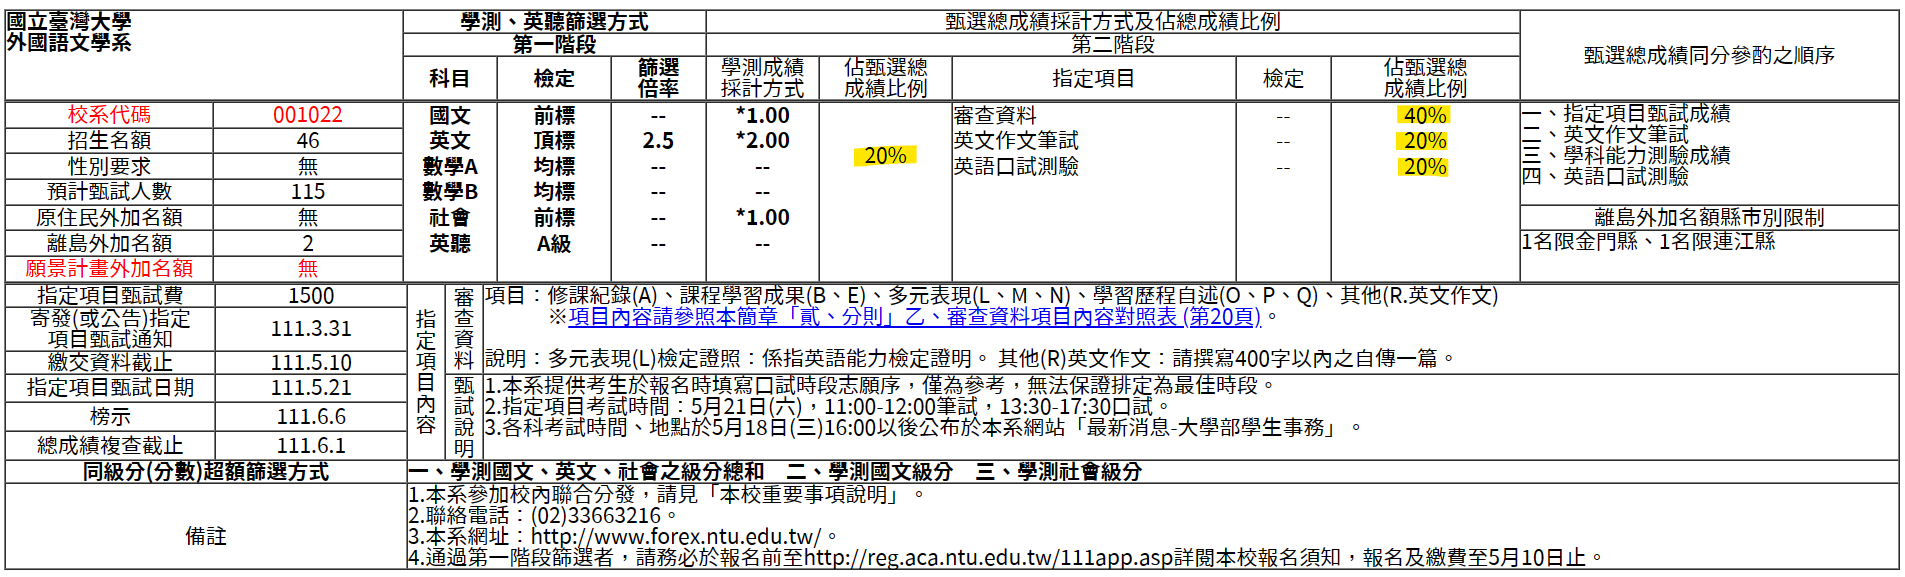 國立臺灣大學
外國語文學系
學測、英聽篩選方式
甄選總成績採計方式及佔總成績比例
甄選總成績同分參酌之順序
第一階段
第二階段
科目
檢定
篩選
倍率
學測成績
採計方式
佔甄選總
成績比例
指定項目
檢定
佔甄選總
成績比例
校系代碼 001022
招生名額 46
性別要求 無
預計甄試人數 115
原住民外加名額 無
離島外加名額 2
願景計畫外加名額 無
國文 前標 -- *1.00
英文 頂標 2.5 *2.00
數學A 均標 -- --
數學B 均標 -- --
社會 前標 -- *1.00
英聽 A級 -- --
20%
審查資料 -- 40%
英文作文筆試 -- 20%
英語口試測驗 -- 20%
一、指定項目甄試成績
二、英文作文筆試
三、學科能力測驗成績
四、英語口試測驗
離島外加名額縣市別限制
1名限金門縣、1名限連江縣
指定項目甄試費 1500
寄發(或公告)指定
項目甄試通知
111.3.31
繳交資料截止 111.5.10
指定項目甄試日期 111.5.21
榜示 111.6.6
總成績複查截止 111.6.1
指定項目內容
審查資料
項目：修課紀錄(A)、課程學習成果(B、E)、多元表現(L、M、N)、學習歷程自述(O、P、Q)、其他(R.英文作文)
※項目內容請參照本簡章「貳、分則」乙、審查資料項目內容對照表 (第20頁)。
說明：多元表現(L)檢定證照：係指英語能力檢定證明。 其他(R)英文作文：請撰寫400字以內之自傳一篇。
甄試說明
1.本系提供考生於報名時填寫口試時段志願序，僅為參考，無法保證排定為最佳時段。
2.指定項目考試時間：5月21日(六)，11:00-12:00筆試，13:30-17:30口試。
3.各科考試時間、地點於5月18日(三)16:00以後公布於本系網站「最新消息-大學部學生事務」。
同級分(分數)超額篩選方式
一、學測國文、英文、社會之級分總和 二、學測國文級分 三、學測社會級分
備註
1.本系參加校內聯合分發，請見「本校重要事項說明」。
2.聯絡電話：(02)33663216。
3.本系網址：http://www.forex.ntu.edu.tw/。
4.通過第一階段篩選者，請務必於報名前至http://reg.aca.ntu.edu.tw/111app.asp詳閱本校報名須知，報名及繳費至5月10日止。